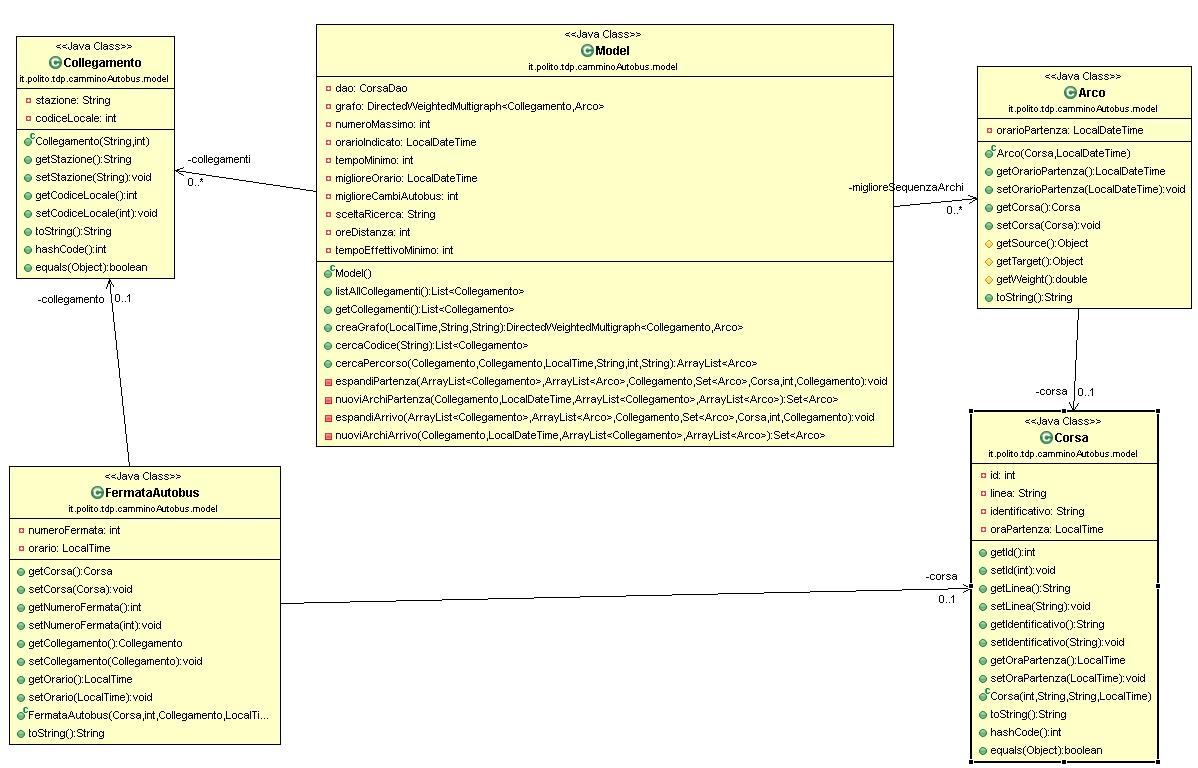 <<Java Class>>
Collegamento
it.polito.tdp.camminoAutobus.model
stazione: String
codiceLocale: int
Collegamento(String,int)
getStazione():String
setStazione(String):void
getCodiceLocale():int
setCodiceLocale(int):void
toString():String
hashCode():int
equals(Object):boolean
-collegamenti
0..*
<<Java Class>>
Model
it.polito.tdp.camminoAutobus.model
dao: CorsaDao
grafo: DirectedWeightedMultigraph<Collegamento,Arco>
numeroMassimo: int
orarioIndicato: LocalDateTime
tempoMinimo: int
miglioreOrario: LocalDateTime
miglioreCambiAutobus: int
sceltaRicerca: String
oreDistanza: int
tempoEffettivoMinimo: int
Model()
listAllCollegamenti():List<Collegamento>
getCollegamenti():List<Collegamento>
creaGrafo(LocalTime,String,String):DirectedWeightedMultigraph<Collegamento,Arco>
cercaCodice(String):List<Collegamento>
cercaPercorso(Collegamento,Collegamento,LocalTime,String,int,String):ArrayList<Arco>
espandiPartenza(ArrayList<Collegamento>,ArrayList<Arco>,Collegamento,Set<Arco>,Corsa,int,Collegamento):void
nuoviArchiPartenza(Collegamento,LocalDateTime,ArrayList<Collegamento>,ArrayList<Arco>):Set<Arco>
espandiArrivo(ArrayList<Collegamento>,ArrayList<Arco>,Collegamento,Set<Arco>,Corsa,int,Collegamento):void
nuoviArchiArrivo(Collegamento,LocalDateTime,ArrayList<Collegamento>,ArrayList<Arco>):Set<Arco>
-miglioreSequenzaArchi
0..*
<<Java Class>>
Arco
it.polito.tdp.camminoAutobus.model
orarioPartenza: LocalDateTime
Arco(Corsa,LocalDateTime)
getOrarioPartenza():LocalDateTime
setOrarioPartenza(LocalDateTime):void
getCorsa():Corsa
setCorsa(Corsa):void
getSource():Object
getTarget():Object
getWeight():double
toString():String
-collegamento
0..1
-corsa
0..1
<<Java Class>>
FermataAutobus
it.polito.tdp.camminoAutobus.model
numeroFermata: int
orario: LocalTime
getCorsa():Corsa
setCorsa(Corsa):void
getNumeroFermata():int
setNumeroFermata(int):void
getCollegamento():Collegamento
setCollegamento(Collegamento):void
getOrario():LocalTime
setOrario(LocalTime):void
FermataAutobus(Corsa,int,Collegamento,LocalTi...
toString():String
-corsa
0..1
<<Java Class>>
Corsa
it.polito.tdp.camminoAutobus.model
id: int
linea: String
identificativo: String
oraPartenza: LocalTime
getId():int
setId(int):void
getLinea():String
setLinea(String):void
getIdentificativo():String
setIdentificativo(String):void
getOraPartenza():LocalTime
setOraPartenza(LocalTime):void
Corsa(int,String,String,LocalTime)
toString():String
hashCode():int
equals(Object):boolean